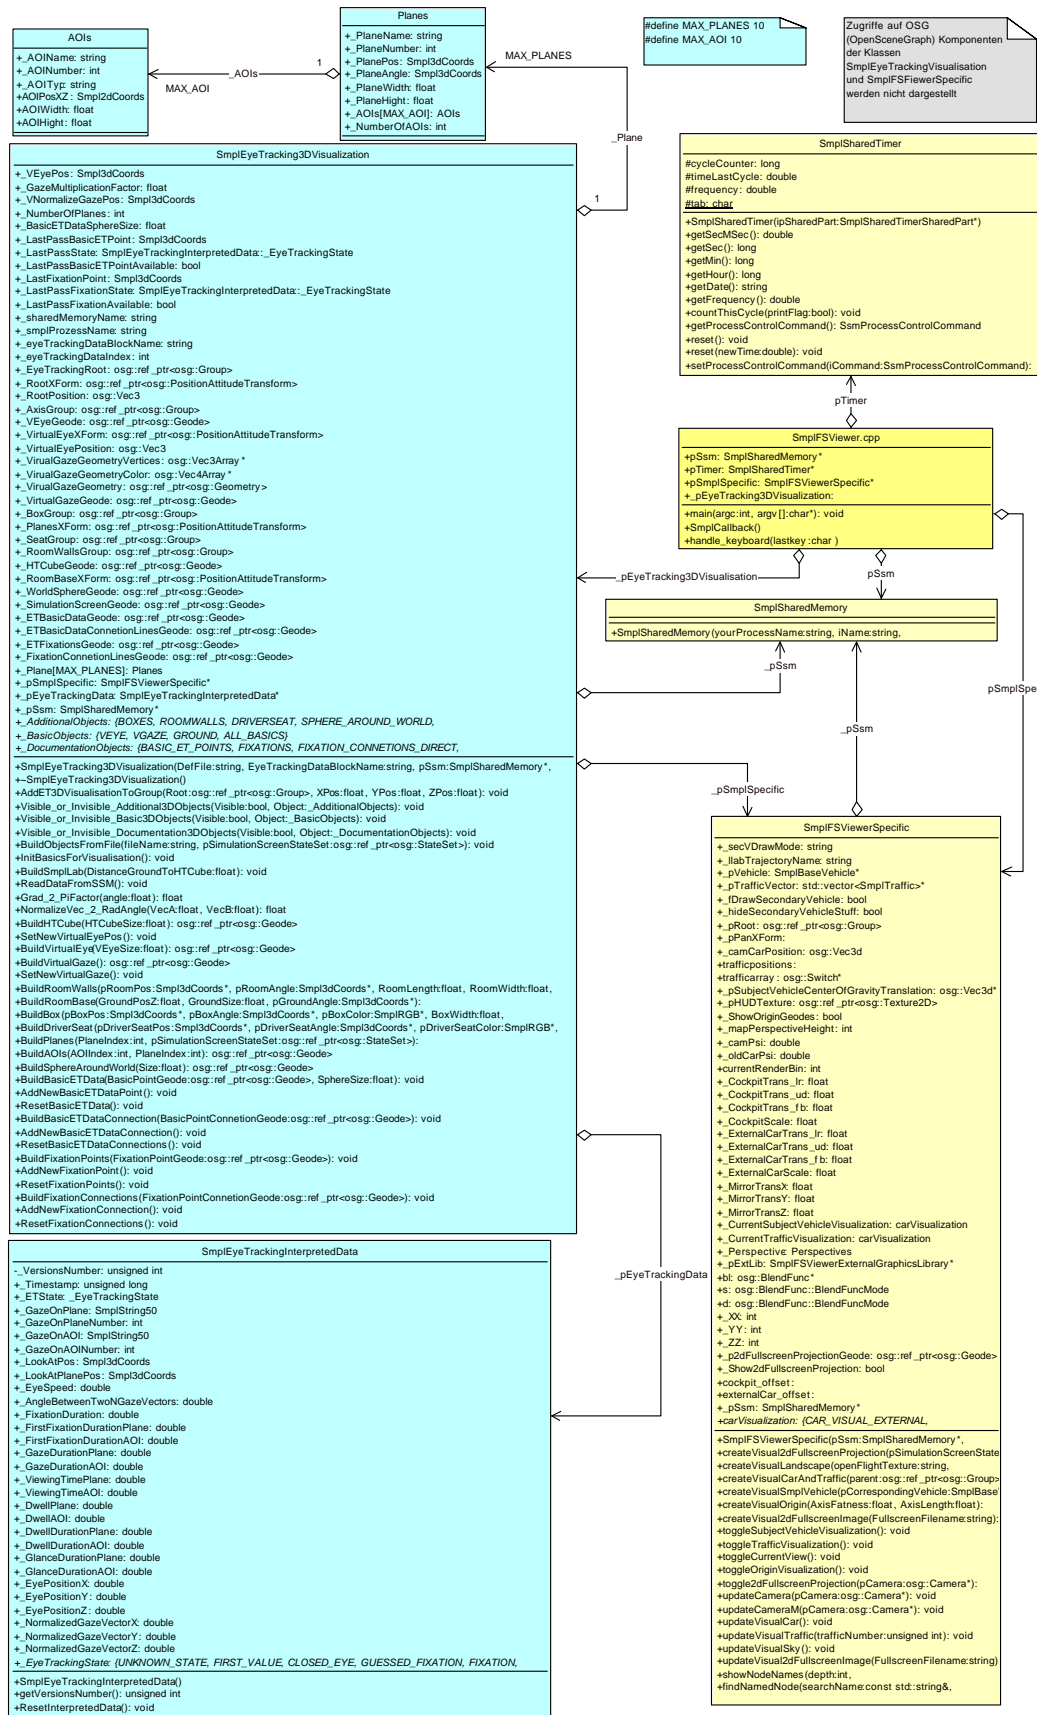 AOIs
+_AOIName: string
+_AOINumber: int
+_AOITyp: string
+AOIPosXZ : Smpl2dCoords
+AOIWidth: float
+AOIHight: float
_AOIs
1
MAX_AOI
Planes
+_PlaneName: string
+_PlaneNumber: int
+_PlanePos: Smpl3dCoords
+_PlaneAngle: Smpl3dCoords
+_PlaneWidth: float
+_PlaneHight: float
+_AOIs[MAX_AOI]: AOIs
+_NumberOfAOIs: int
MAX_PLANES
_Plane
1
#define MAX_PLANES 10
#define MAX_AOI 10
Zugriffe auf OSG
(OpenSceneGraph) Komponenten
der Klassen
SmplEyeTrackingVisualisation
und SmplFSFiewerSpecific
werden nicht dargestellt
SmplEyeTracking3DVisualization
+_VEyePos: Smpl3dCoords
+_GazeMultiplicationFactor: float
+_VNormalizeGazePos: Smpl3dCoords
+_NumberOfPlanes: int
+_BasicETDataSphereSize: float
+_LastPassBasicETPoint: Smpl3dCoords
+_LastPassState: SmplEyeTrackingInterpretedData::_EyeTrackingState
+_LastPassBasicETPointAvailable: bool
+_LastFixationPoint: Smpl3dCoords
+_LastPassFixationState: SmplEyeTrackingInterpretedData::_EyeTrackingState
+_LastPassFixationAvailable: bool
+_sharedMemoryName: string
+_smplProzessName: string
+_eyeTrackingDataBlockName: string
+_eyeTrackingDataIndex: int
+_EyeTrackingRoot: osg::ref_ptr<osg::Group>
+_RootXForm: osg::ref_ptr<osg::PositionAttitudeTransform>
+_RootPosition: osg::Vec3
+_AxisGroup: osg::ref_ptr<osg::Group>
+_VEyeGeode: osg::ref_ptr<osg::Geode>
+_VirtualEyeXForm: osg::ref_ptr<osg::PositionAttitudeTransform>
+_VirtualEyePosition: osg::Vec3
+_VirualGazeGeometryVertices: osg::Vec3Array*
+_VirualGazeGeometryColor: osg::Vec4Array*
+_VirualGazeGeometry: osg::ref_ptr<osg::Geometry>
+_VirtualGazeGeode: osg::ref_ptr<osg::Geode>
+_BoxGroup: osg::ref_ptr<osg::Group>
+_PlanesXForm: osg::ref_ptr<osg::PositionAttitudeTransform>
+_SeatGroup: osg::ref_ptr<osg::Group>
+_RoomWallsGroup: osg::ref_ptr<osg::Group>
+_HTCubeGeode: osg::ref_ptr<osg::Geode>
+_RoomBaseXForm: osg::ref_ptr<osg::PositionAttitudeTransform>
+_WorldSphereGeode: osg::ref_ptr<osg::Geode>
+_SimulationScreenGeode: osg::ref_ptr<osg::Geode>
+_ETBasicDataGeode: osg::ref_ptr<osg::Geode>
+_ETBasicDataConnetionLinesGeode: osg::ref_ptr<osg::Geode>
+_ETFixationsGeode: osg::ref_ptr<osg::Geode>
+_FixationConnetionLinesGeode: osg::ref_ptr<osg::Geode>
+_Plane[MAX_PLANES]: Planes
+_pSmplSpecific: SmplFSViewerSpecific*
+_pEyeTrackingData: SmplEyeTrackingInterpretedData*
+_pSsm: SmplSharedMemory*
+_AdditionalObjects: {BOXES, ROOMWALLS, DRIVERSEAT, SPHERE_AROUND_WORLD,
+_BasicObjects: {VEYE, VGAZE, GROUND, ALL_BASICS}
+_DocumentationObjects: {BASIC_ET_POINTS, FIXATIONS, FIXATION_CONNETIONS_DIRECT,
+SmplEyeTracking3DVisualization(DefFile:string, EyeTrackingDataBlockName:string, pSsm:SmplSharedMemory*,
+~SmplEyeTracking3DVisualization()
+AddET3DVisualisationToGroup(Root:osg::ref_ptr<osg::Group>, XPos:float, YPos:float, ZPos:float): void
+Visible_or_Invisible_Additional3DObjects(Visible:bool, Object:_AdditionalObjects): void
+Visible_or_Invisible_Basic3DObjects(Visible:bool, Object:_BasicObjects): void
+Visible_or_Invisible_Documentation3DObjects(Visible:bool, Object:_DocumentationObjects): void
+BuildObjectsFromFile(fileName:string, pSimulationScreenStateSet:osg::ref_ptr<osg::StateSet>): void
+InitBasicsForVisualisation(): void
+BuildSmplLab(DistanceGroundToHTCube:float): void
+ReadDataFromSSM(): void
+Grad_2_PiFactor(angle:float): float
+NormalizeVec_2_RadAngle(VecA:float, VecB:float): float
+BuildHTCube(HTCubeSize:float): osg::ref_ptr<osg::Geode>
+SetNewVirtualEyePos(): void
+BuildVirtualEye(VEyeSize:float): osg::ref_ptr<osg::Geode>
+BuildVirtualGaze(): osg::ref_ptr<osg::Geode>
+SetNewVirtualGaze(): void
+BuildRoomWalls(pRoomPos:Smpl3dCoords*, pRoomAngle:Smpl3dCoords*, RoomLength:float, RoomWidth:float,
+BuildRoomBase(GroundPosZ:float, GroundSize:float, pGroundAngle:Smpl3dCoords*):
+BuildBox(pBoxPos:Smpl3dCoords*, pBoxAngle:Smpl3dCoords*, pBoxColor:SmplRGB*, BoxWidth:float,
+BuildDriverSeat(pDriverSeatPos:Smpl3dCoords*, pDriverSeatAngle:Smpl3dCoords*, pDriverSeatColor:SmplRGB*,
+BuildPlanes(PlaneIndex:int, pSimulationScreenStateSet:osg::ref_ptr<osg::StateSet>):
+BuildAOIs(AOIIndex:int, PlaneIndex:int): osg::ref_ptr<osg::Geode>
+BuildSphereAroundWorld(Size:float): osg::ref_ptr<osg::Geode>
+BuildBasicETData(BasicPointGeode:osg::ref_ptr<osg::Geode>, SphereSize:float): void
+AddNewBasicETDataPoint(): void
+ResetBasicETData(): void
+BuildBasicETDataConnection(BasicPointConnetionGeode:osg::ref_ptr<osg::Geode>): void
+AddNewBasicETDataConnection(): void
+ResetBasicETDataConnections(): void
+BuildFixationPoints(FixationPointGeode:osg::ref_ptr<osg::Geode>): void
+AddNewFixationPoint(): void
+ResetFixationPoints(): void
+BuildFixationConnections(FixationPointConnetionGeode:osg::ref_ptr<osg::Geode>): void
+AddNewFixationConnection(): void
+ResetFixationConnections(): void
SmplSharedTimer
#cycleCounter: long
#timeLastCycle: double
#frequency: double
#tab: char
+SmplSharedTimer(ipSharedPart:SmplSharedTimerSharedPart*)
+getSecMSec(): double
+getSec(): long
+getMin(): long
+getHour(): long
+getDate(): string
+getFrequency(): double
+countThisCycle(printFlag:bool): void
+getProcessControlCommand(): SsmProcessControlCommand
+reset(): void
+reset(newTime:double): void
+setProcessControlCommand(iCommand:SsmProcessControlCommand):
pTimer
SmplFSViewer.cpp
+pSsm: SmplSharedMemory*
+pTimer: SmplSharedTimer*
+pSmplSpecific: SmplFSViewerSpecific*
+_pEyeTracking3DVisualization:
+main(argc:int, argv[]:char*): void
+SmplCallback()
+handle_keyboard(lastkey:char )
_pEyeTracking3DVisualisation
pSsm
SmplSharedMemory
+SmplSharedMemory(yourProcessName:string, iName:string,
_pSsm
_pSsm
pSmplSpe
_pSmplSpecific
SmplFSViewerSpecific
+_secVDrawMode: string
+_llabTrajectoryName: string
+_pVehicle: SmplBaseVehicle*
+_pTrafficVector: std::vector<SmplTraffic>*
+_fDrawSecondaryVehicle: bool
+_hideSecondaryVehicleStuff: bool
+_pRoot: osg::ref_ptr<osg::Group>
+_pPanXForm:
+_camCarPosition: osg::Vec3d
+trafficpositions:
+trafficarray: osg::Switch*
+_pSubjectVehicleCenterOfGravityTranslation: osg::Vec3d*
+_pHUDTexture: osg::ref_ptr<osg::Texture2D>
+_ShowOriginGeodes: bool
+_mapPerspectiveHeight: int
+_camPsi: double
+_oldCarPsi: double
+currentRenderBin: int
+_CockpitTrans_lr: float
+_CockpitTrans_ud: float
+_CockpitTrans_fb: float
+_CockpitScale: float
+_ExternalCarTrans_lr: float
+_ExternalCarTrans_ud: float
+_ExternalCarTrans_fb: float
+_ExternalCarScale: float
+_MirrorTransX: float
+_MirrorTransY: float
+_MirrorTransZ: float
+_CurrentSubjectVehicleVisualization: carVisualization
+_CurrentTrafficVisualization: carVisualization
+_Perspective: Perspectives
+_pExtLib: SmplFSViewerExternalGraphicsLibrary*
+bl: osg::BlendFunc*
+s: osg::BlendFunc::BlendFuncMode
+d: osg::BlendFunc::BlendFuncMode
+_XX: int
+_YY: int
+_ZZ: int
+_p2dFullscreenProjectionGeode: osg::ref_ptr<osg::Geode>
+_Show2dFullscreenProjection: bool
+cockpit_offset:
+externalCar_offset:
+_pSsm: SmplSharedMemory*
+carVisualization: {CAR_VISUAL_EXTERNAL,
+SmplFSViewerSpecific(pSsm:SmplSharedMemory*,
+createVisual2dFullscreenProjection(pSimulationScreenState
+createVisualLandscape(openFlightTexture:string,
+createVisualCarAndTraffic(parent:osg::ref_ptr<osg::Group>
+createVisualSmplVehicle(pCorrespondingVehicle:SmplBase
+createVisualOrigin(AxisFatness:float, AxisLength:float):
+createVisual2dFullscreenImage(FullscreenFilename:string):
+toggleSubjectVehicleVisualization(): void
+toggleTrafficVisualization(): void
+toggleCurrentView(): void
+toggleOriginVisualization(): void
+toggle2dFullscreenProjection(pCamera:osg::Camera*):
+updateCamera(pCamera:osg::Camera*): void
+updateCameraM(pCamera:osg::Camera*): void
+updateVisualCar(): void
+updateVisualTraffic(trafficNumber:unsigned int): void
+updateVisualSky(): void
+updateVisual2dFullscreenImage(FullscreenFilename:string)
+showNodeNames(depth:int,
+findNamedNode(searchName:const std::string&,
_pEyeTrackingData
SmplEyeTrackingInterpretedData
-_VersionsNumber: unsigned int
+_Timestamp: unsigned long
+_ETState: _EyeTrackingState
+_GazeOnPlane: SmplString50
+_GazeOnPlaneNumber: int
+_GazeOnAOI: SmplString50
+_GazeOnAOINumber: int
+_LookAtPos: Smpl3dCoords
+_LookAtPlanePos: Smpl3dCoords
+_EyeSpeed: double
+_AngleBetweenTwoNGazeVectors: double
+_FixationDuration: double
+_FirstFixationDurationPlane: double
+_FirstFixationDurationAOI: double
+_GazeDurationPlane: double
+_GazeDurationAOI: double
+_ViewingTimePlane: double
+_ViewingTimeAOI: double
+_DwellPlane: double
+_DwellAOI: double
+_DwellDurationPlane: double
+_DwellDurationAOI: double
+_GlanceDurationPlane: double
+_GlanceDurationAOI: double
+_EyePositionX: double
+_EyePositionY: double
+_EyePositionZ: double
+_NormalizedGazeVectorX: double
+_NormalizedGazeVectorY: double
+_NormalizedGazeVectorZ: double
+_EyeTrackingState: {UNKNOWN_STATE, FIRST_VALUE, CLOSED_EYE, GUESSED_FIXATION, FIXATION,
+SmplEyeTrackingInterpretedData()
+getVersionsNumber(): unsigned int
+ResetInterpretedData(): void